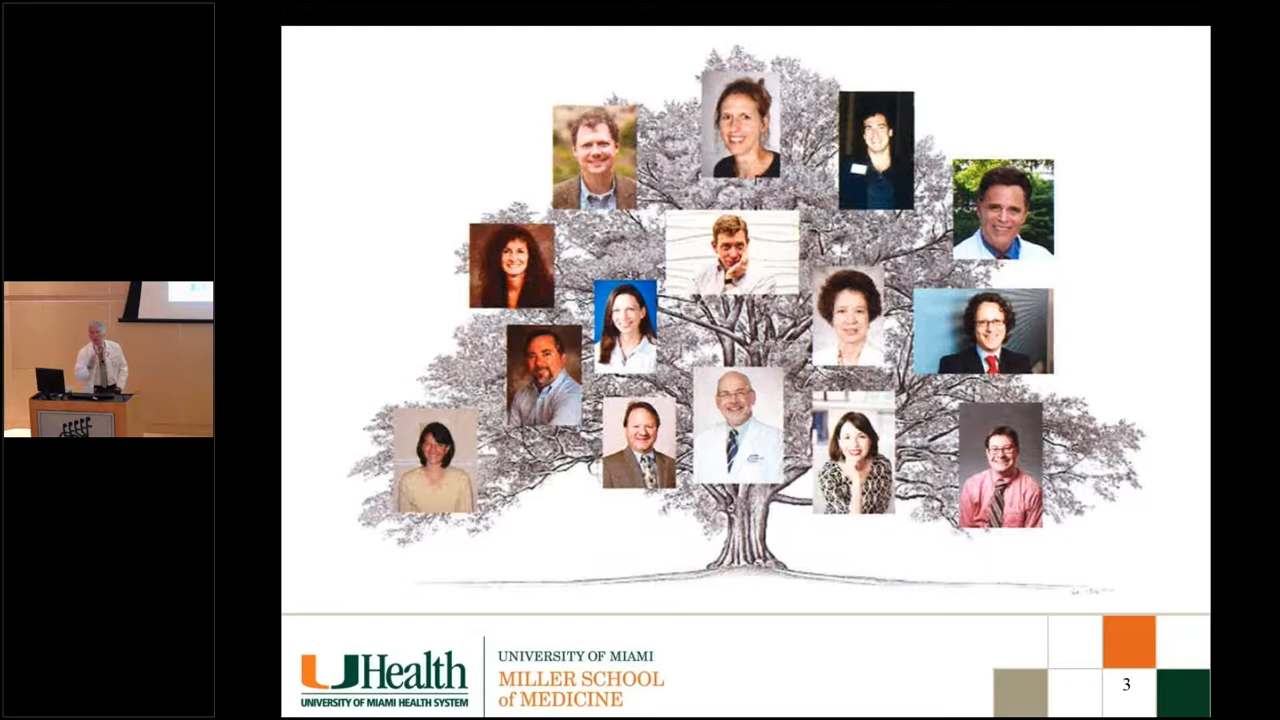 UHealth
UNIVERSITY OF MIAMI HEALTH SYSTEM
UNIVERSITY OF MIAMI
MILLER SCHOOL
of MEDICINE
3